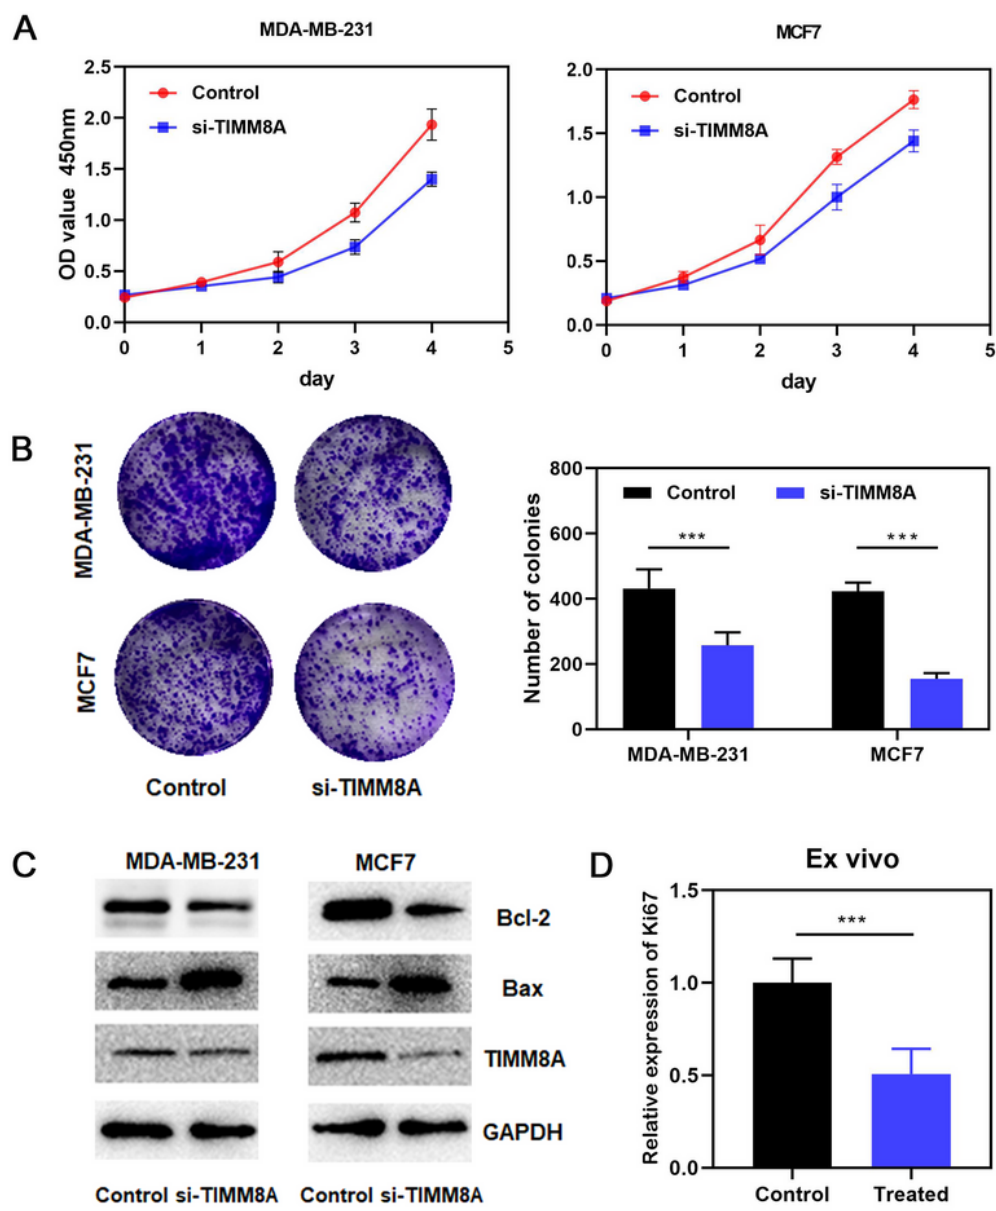 A
MDA-MB-231
OD value 450nm
2.5
2.0
1.5
1.0
0.5
0.0
Control
si-TIMM8A
0 1 2 3 4 5
day
MCF7
2.0
1.5
1.0
0.5
0.0
Control
si-TIMM8A
0 1 2 3 4 5
day
B
MDA-MB-231
MCF7
Control si-TIMM8A
Number of colonies
800
600
400
200
0
Control si-TIMM8A
*** ***
MDA-MB-231 MCF7
C
MDA-MB-231 MCF7
Bcl-2
Bax
TIMM8A
GAPDH
Control si-TIMM8A Control si-TIMM8A
D
Ex vivo
Relative expression of Ki67
1.5
1.0
0.5
0.0
***
Control Treated